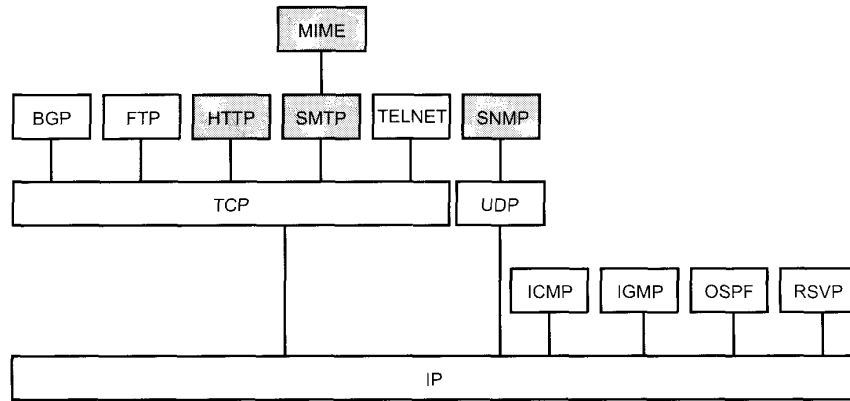 MIME
BGP FTP HTTP SMTP TELNET SNMP
TCP UDP
ICMP IGMP OSPF RSVP
IP